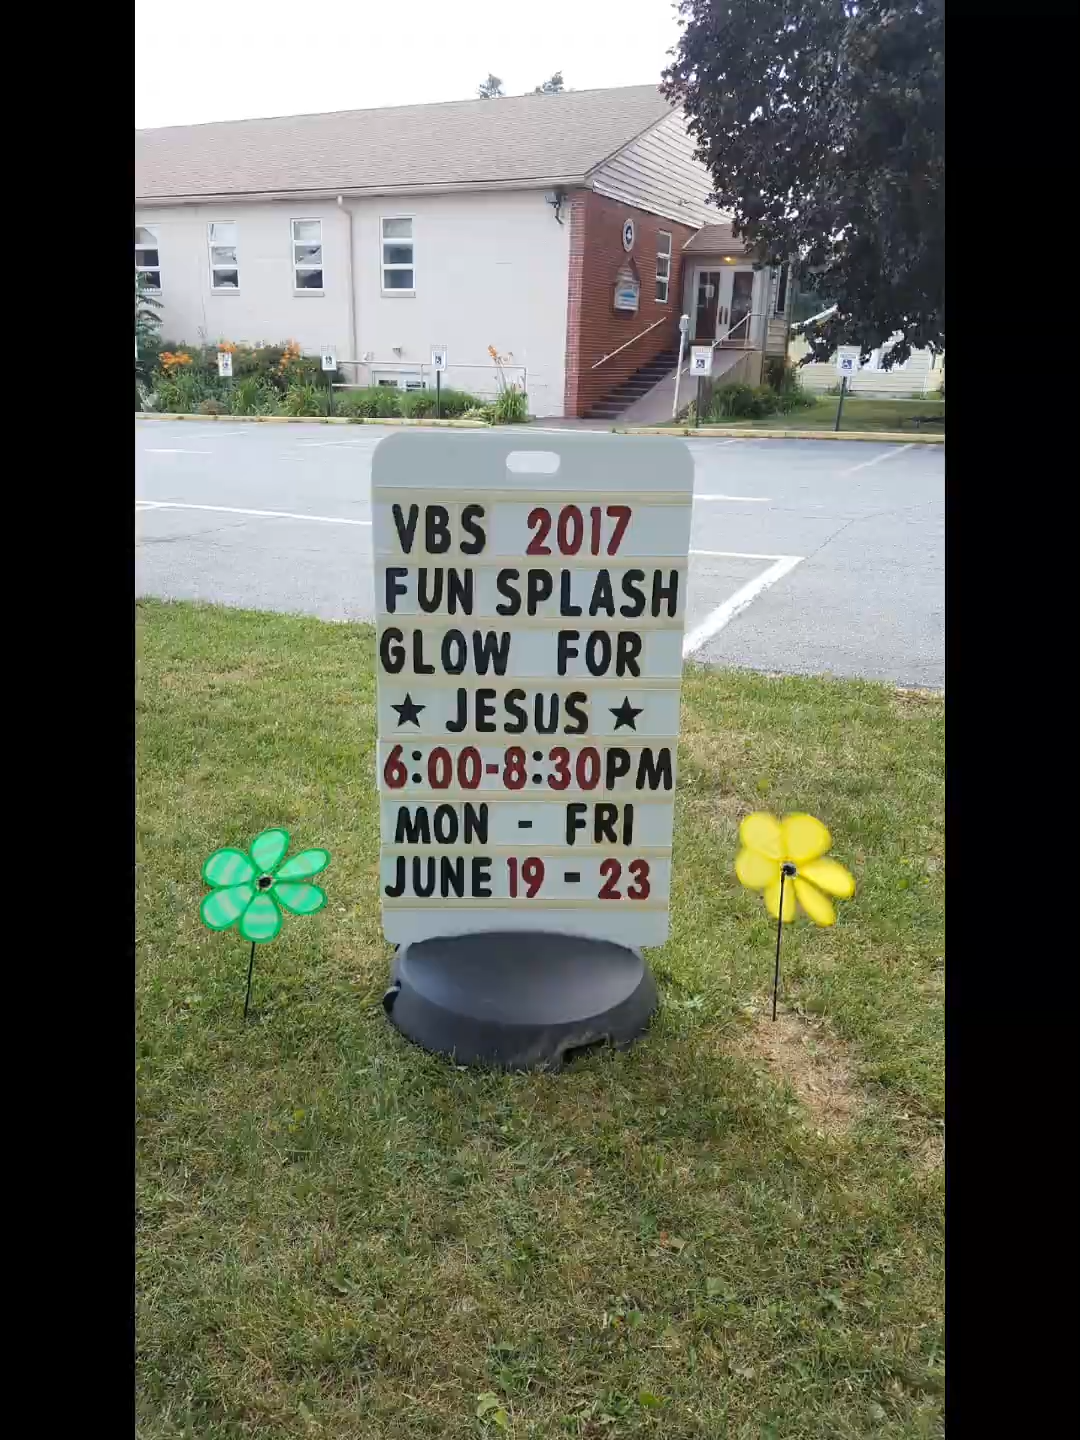 VBS 2017
FUN SPLASH
GLOW FOR
★ JESUS ★
6:00-8:30PM
MON - FRI
JUNE 19 - 23